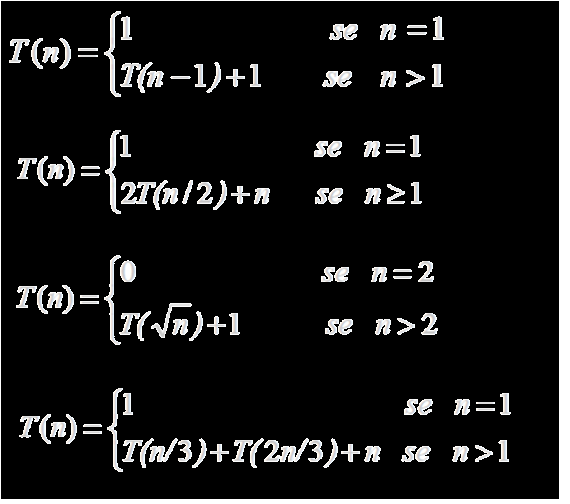 T(n) = { 1 se n = 1
T(n − 1) + 1 se n > 1
T(n) = { 1 se n = 1
2T(n / 2) + n se n ≥ 1
T(n) = { 0 se n = 2
T(√n) + 1 se n > 2
T(n) = { 1 se n = 1
T(n/3) + T(2n/3) + n se n > 1